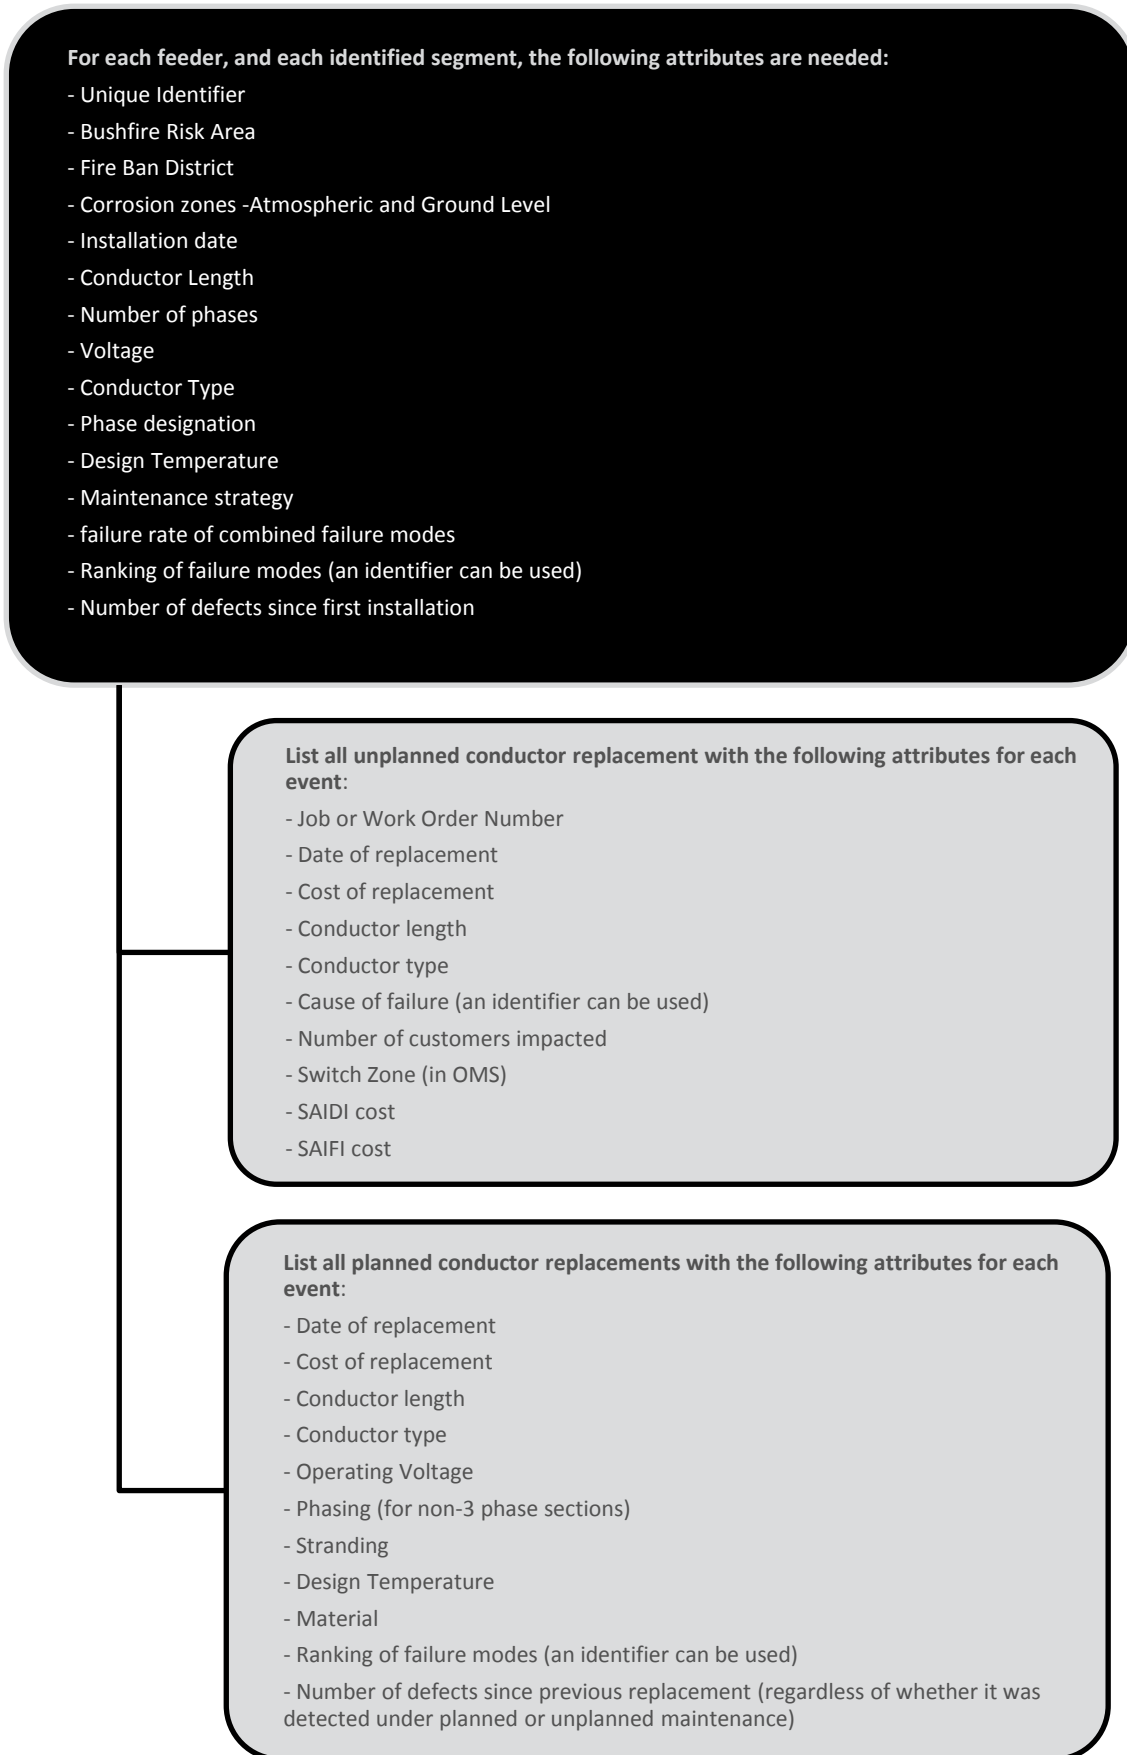 For each feeder, and each identified segment, the following attributes are needed:
- Unique Identifier
- Bushfire Risk Area
- Fire Ban District
- Corrosion zones -Atmospheric and Ground Level
- Installation date
- Conductor Length
- Number of phases
- Voltage
- Conductor Type
- Phase designation
- Design Temperature
- Maintenance strategy
- failure rate of combined failure modes
- Ranking of failure modes (an identifier can be used)
- Number of defects since first installation
List all unplanned conductor replacement with the following attributes for each
event:
- Job or Work Order Number
- Date of replacement
- Cost of replacement
- Conductor length
- Conductor type
- Cause of failure (an identifier can be used)
- Number of customers impacted
- Switch Zone (in OMS)
- SAIDI cost
- SAIFI cost
List all planned conductor replacements with the following attributes for each
event:
- Date of replacement
- Cost of replacement
- Conductor length
- Conductor type
- Operating Voltage
- Phasing (for non-3 phase sections)
- Stranding
- Design Temperature
- Material
- Ranking of failure modes (an identifier can be used)
- Number of defects since previous replacement (regardless of whether it was
detected under planned or unplanned maintenance)